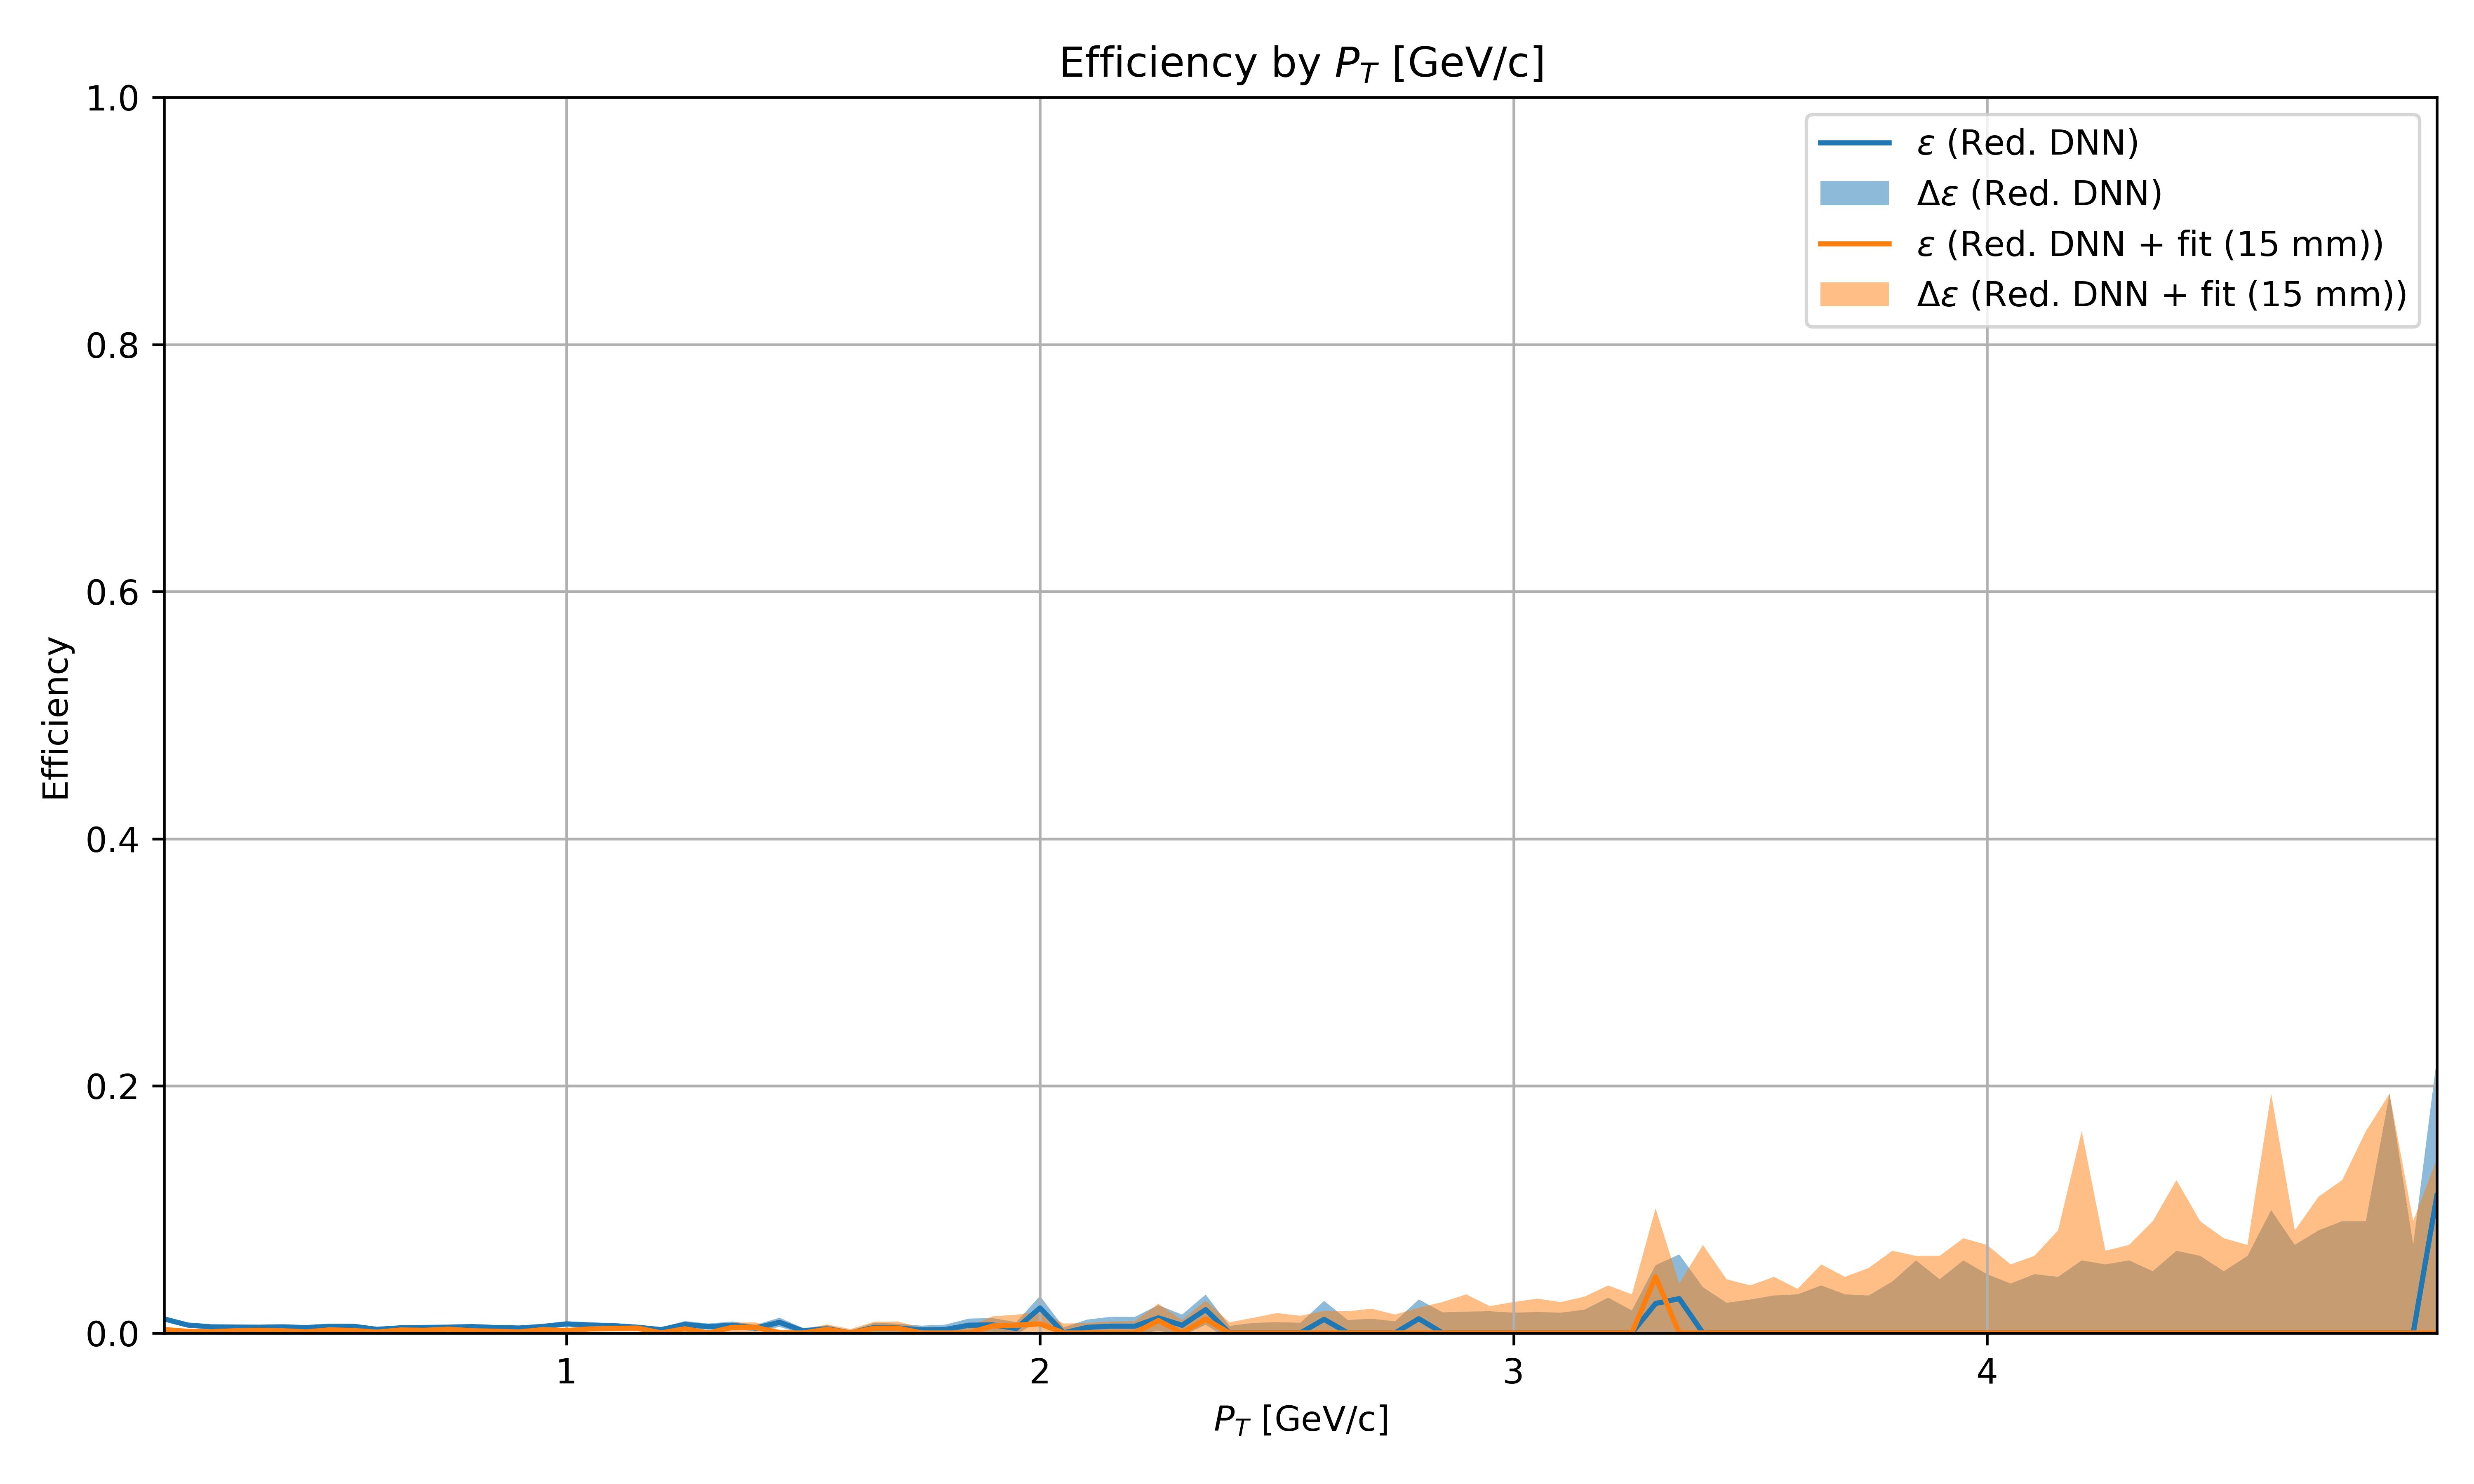 Efficiency by P_T [GeV/c]
1.0
0.8
0.6
0.4
0.2
0.0
Efficiency
ε (Red. DNN)
Δε (Red. DNN)
ε (Red. DNN + fit (15 mm))
Δε (Red. DNN + fit (15 mm))
1 2 3 4
P_T [GeV/c]